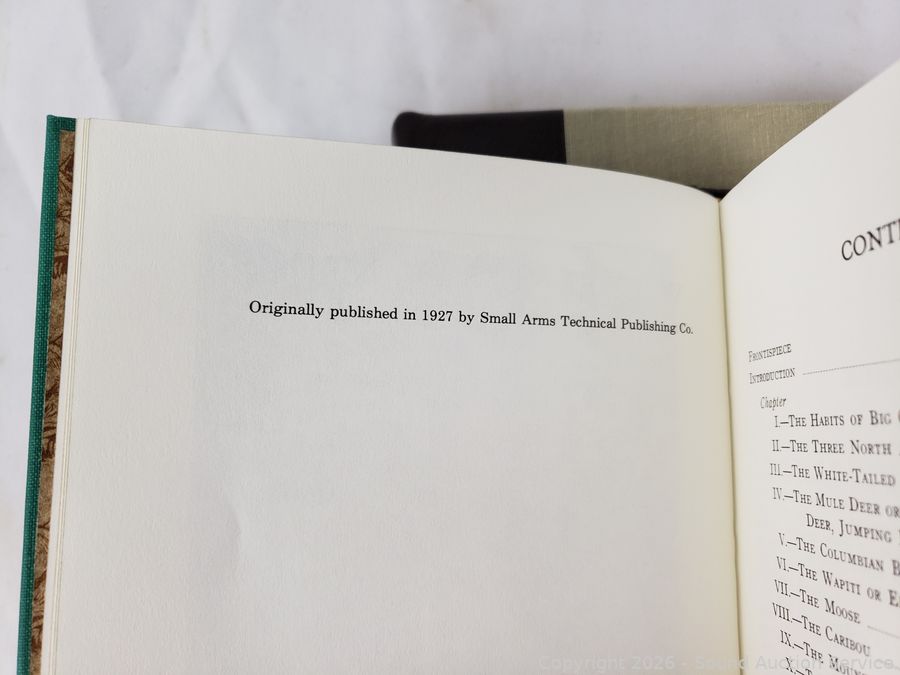 Originally published in 1927 by Small Arms Technical Publishing Co.
FRONTISPIECE
INTRODUCTION
Chapter
I.—THE HABITS OF BIG
II.—THE THREE NORTH
III.—THE WHITE-TAILED
IV.—THE MULE DEER OR
DEER, JUMPING
V.—THE COLUMBIAN
VI.—THE WAPITI OR
VII.—THE MOOSE
VIII.—THE CARIBOU
IX.—THE
Copyright 2026 - Sound Auction Service